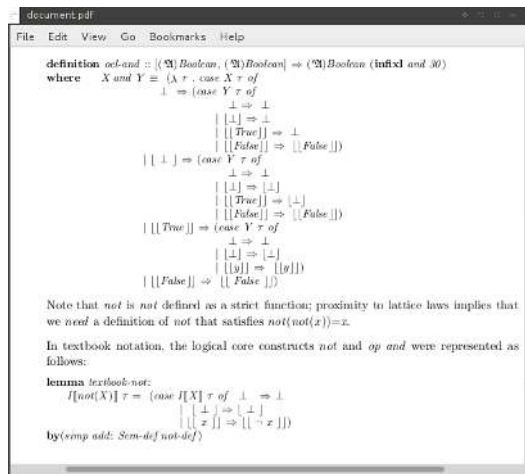 document.pdf
File Edit View Go Bookmarks Help
definition ocl-and :: [(𝔄)Boolean, (𝔄)Boolean] ⇒ (𝔄)Boolean (infixl and 30)
where X and Y ≡ (λ τ . case X τ of
⊥ ⇒ (case Y τ of
⊥ ⇒ ⊥
| ⌊⊥⌋ ⇒ ⊥
| ⌊⌊True⌋⌋ ⇒ ⊥
| ⌊⌊False⌋⌋ ⇒ ⌊⌊False⌋⌋)
| ⌊ ⊥ ⌋ ⇒ (case Y τ of
⊥ ⇒ ⊥
| ⌊⊥⌋ ⇒ ⌊⊥⌋
| ⌊⌊True⌋⌋ ⇒ ⌊⊥⌋
| ⌊⌊False⌋⌋ ⇒ ⌊⌊False⌋⌋)
| ⌊⌊True⌋⌋ ⇒ (case Y τ of
⊥ ⇒ ⊥
| ⌊⊥⌋ ⇒ ⌊⊥⌋
| ⌊⌊y⌋⌋ ⇒ ⌊⌊y⌋⌋)
| ⌊⌊False⌋⌋ ⇒ ⌊⌊ False ⌋⌋)
Note that not is not defined as a strict function; proximity to lattice laws implies that
we need a definition of not that satisfies not(not(x))=x.
In textbook notation, the logical core constructs not and op and were represented as
follows:
lemma textbook-not:
I⟦not(X)⟧ τ = (case I⟦X⟧ τ of ⊥ ⇒ ⊥
| ⌊ ⊥ ⌋ ⇒ ⌊ ⊥ ⌋
| ⌊⌊ x ⌋⌋ ⇒ ⌊⌊ ¬ x ⌋⌋)
by(simp add: Sem-def not-def)